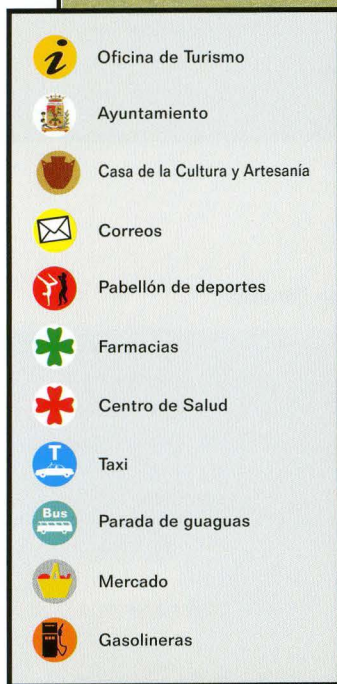 i
Oficina de Turismo
Ayuntamiento
Casa de la Cultura y Artesanía
Correos
Pabellón de deportes
Farmacias
Centro de Salud
T
Taxi
Bus
Parada de guaguas
Mercado
Gasolineras